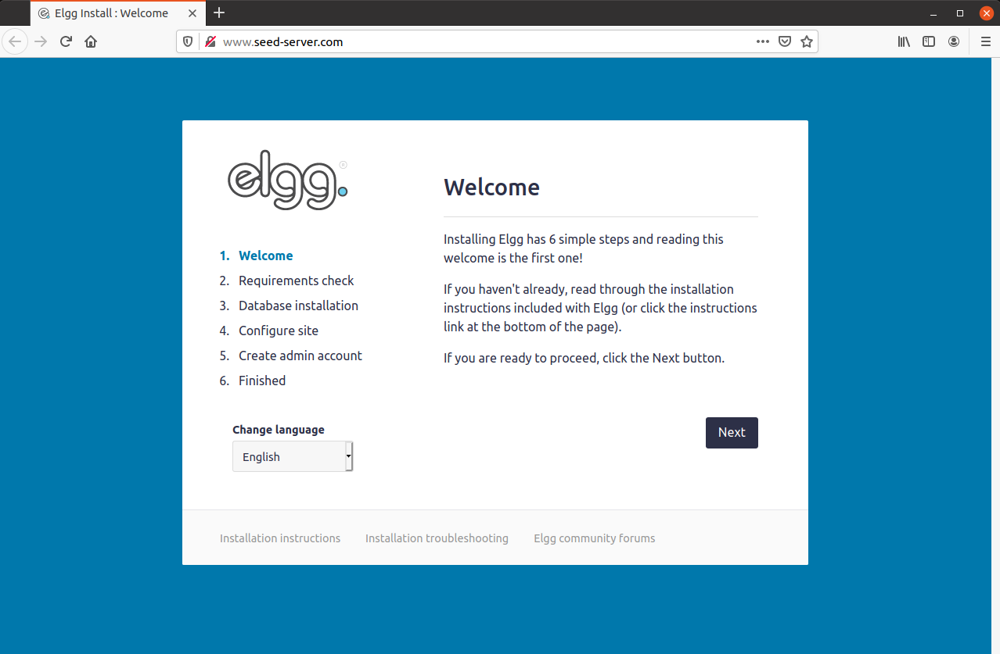 Elgg Install : Welcome
www.seed-server.com
elgg.®
Welcome
Installing Elgg has 6 simple steps and reading this
welcome is the first one!
If you haven't already, read through the installation
instructions included with Elgg (or click the instructions
link at the bottom of the page).
If you are ready to proceed, click the Next button.
1. Welcome
2. Requirements check
3. Database installation
4. Configure site
5. Create admin account
6. Finished
Change language
English
Next
Installation instructions
Installation troubleshooting
Elgg community forums